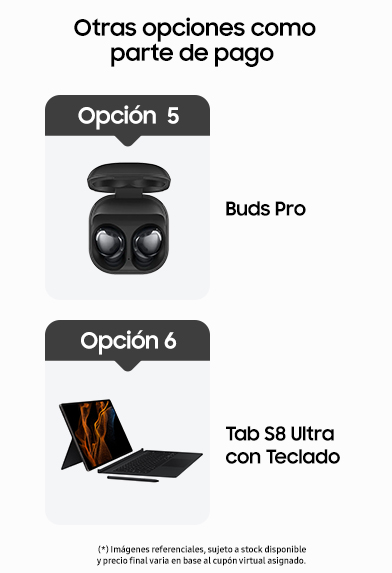 Otras opciones como
parte de pago
Opción 5
Buds Pro
Opción 6
Tab S8 Ultra
con Teclado
(*) Imágenes referenciales, sujeto a stock disponible
y precio final varia en base al cupón virtual asignado.